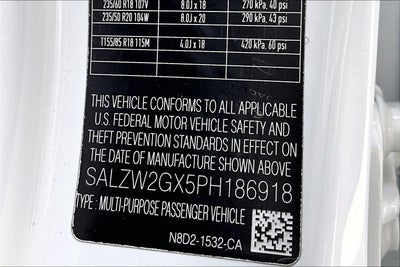 235/60 R18 107V 8.0J x 18 270 kPa, 40 psi
235/50 R20 104W 8.0J x 20 290 kPa, 43 psi
T155/85 R18 115M 4.0J x 18 420 kPa, 60 psi
THIS VEHICLE CONFORMS TO ALL APPLICABLE
U.S. FEDERAL MOTOR VEHICLE SAFETY AND
THEFT PREVENTION STANDARDS IN EFFECT ON
THE DATE OF MANUFACTURE SHOWN ABOVE
SALZW2GX5PH186918
TYPE : MULTI-PURPOSE PASSENGER VEHICLE
N8D2-1532-CA